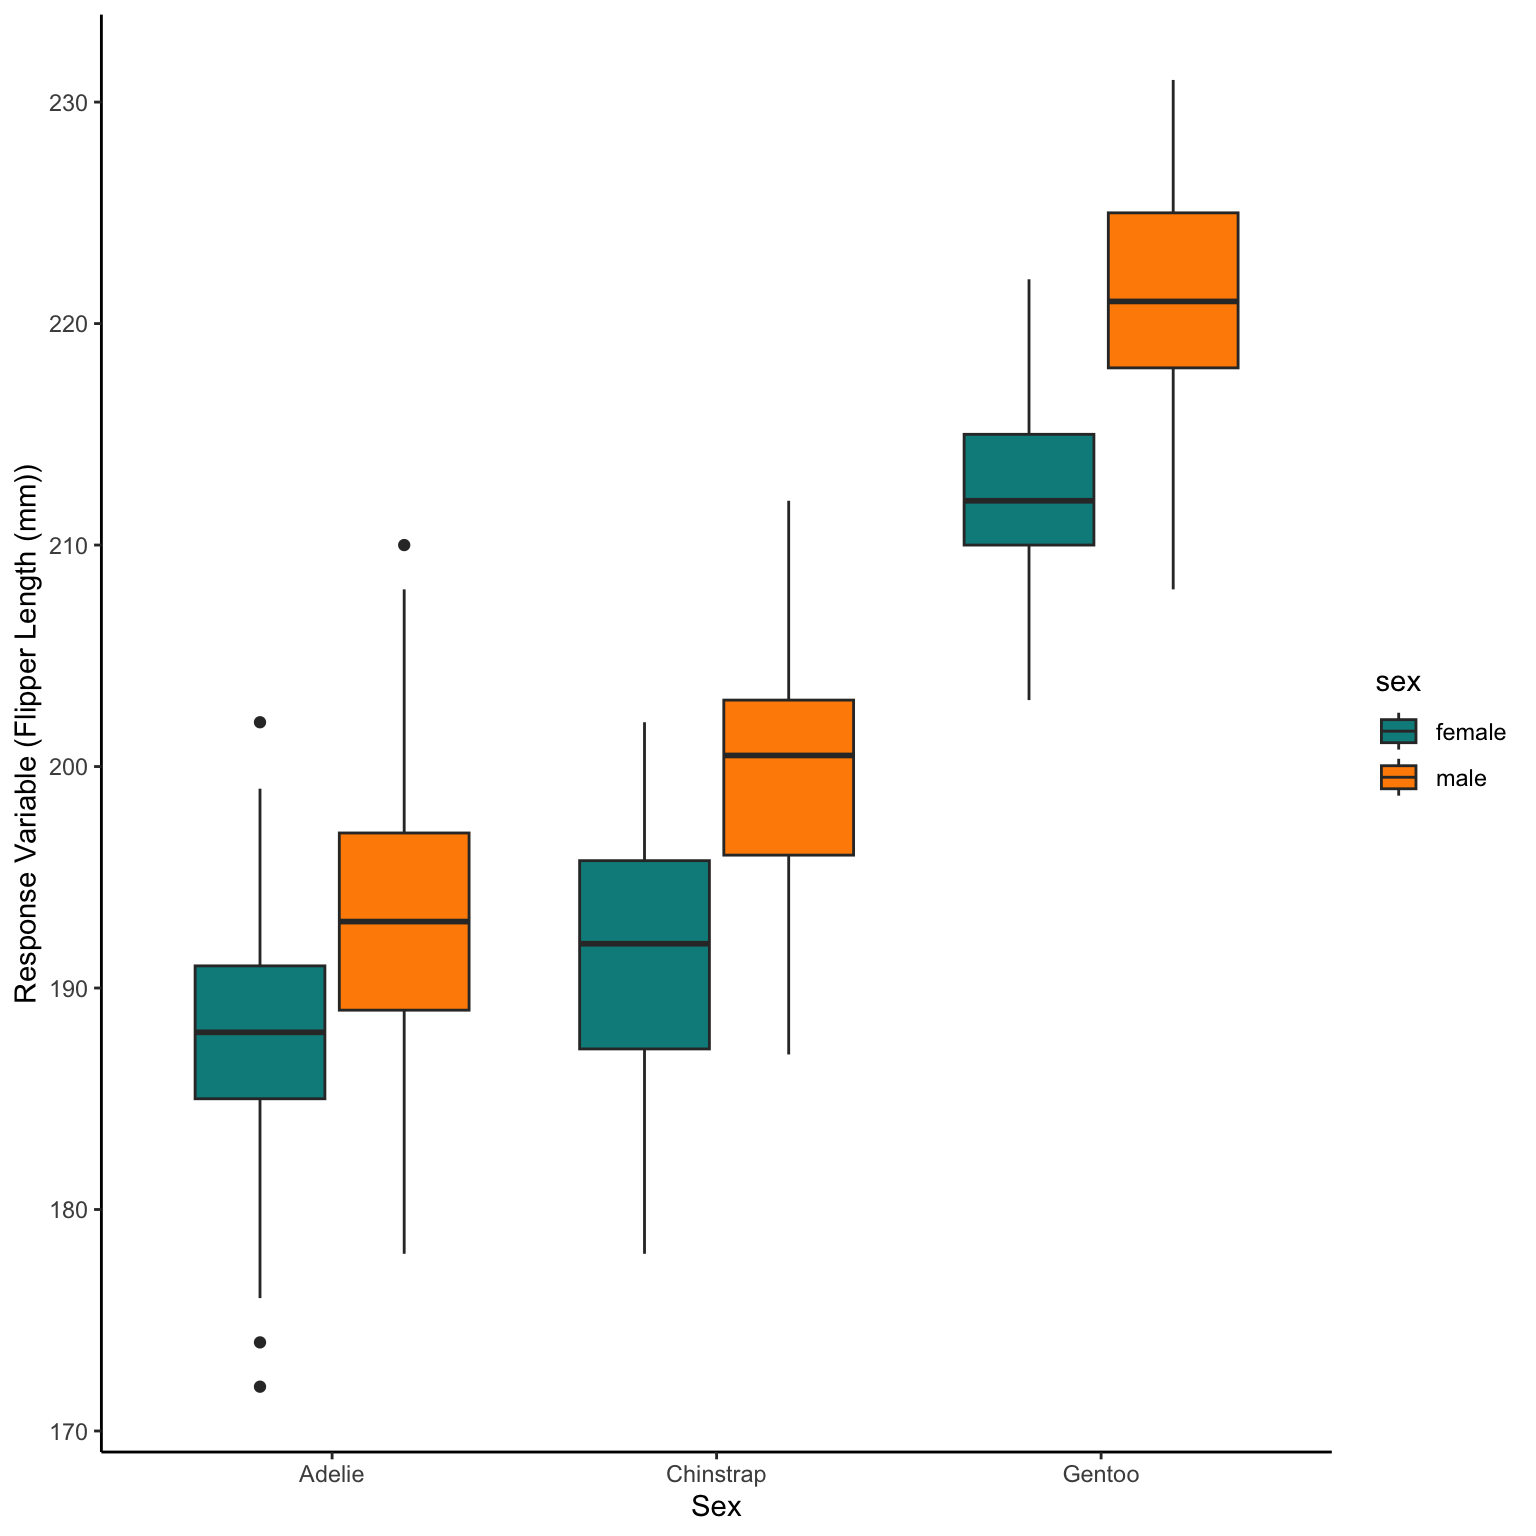 Response Variable (Flipper Length (mm))
230
220
210
200
190
180
170
Adelie
Chinstrap
Gentoo
Sex
sex
female
male